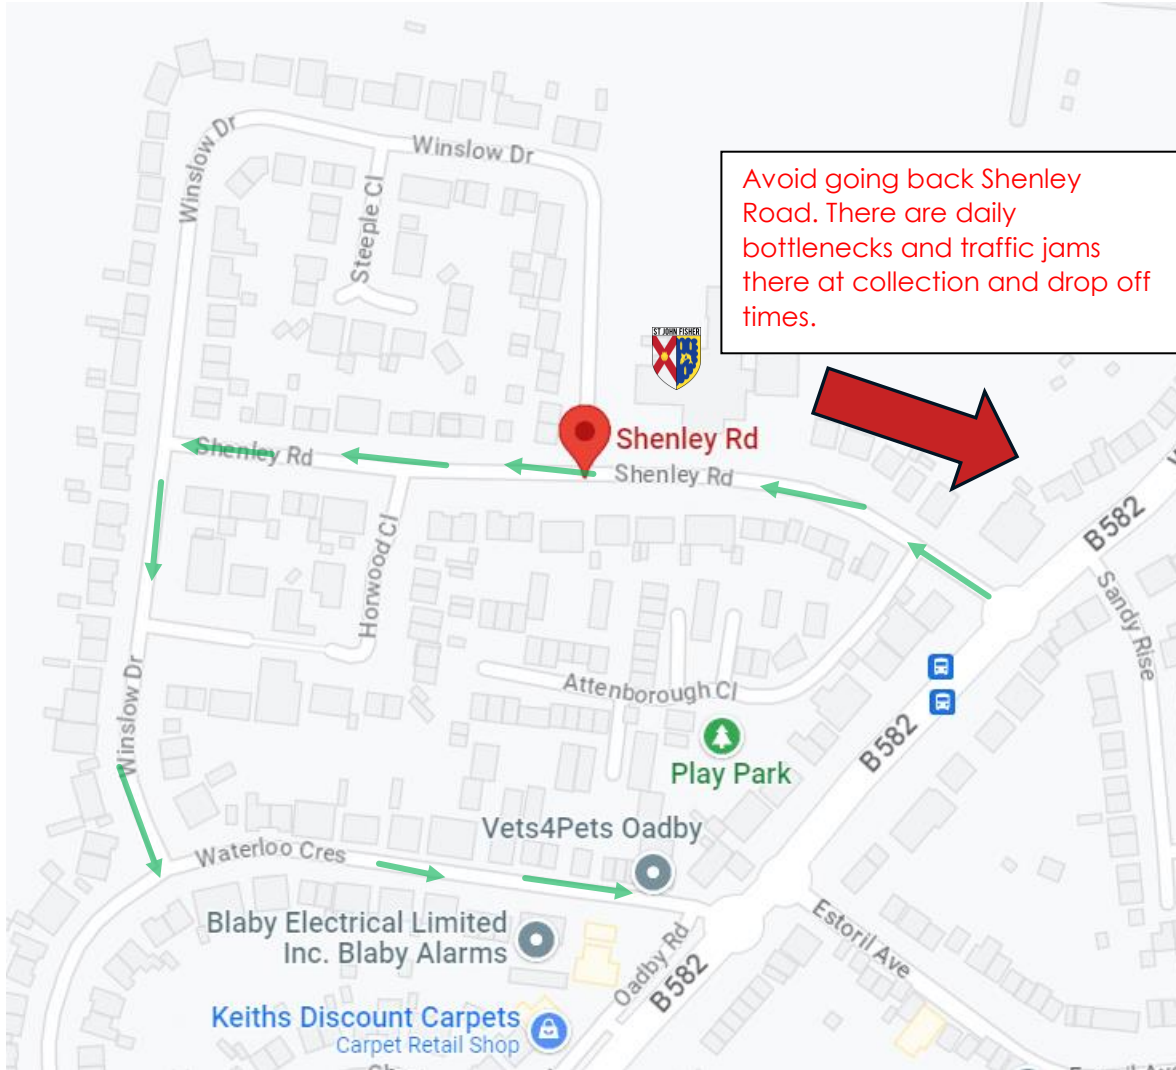 Winslow Dr
Winslow Dr
Steeple Cl
Avoid going back Shenley
Road. There are daily
bottlenecks and traffic jams
there at collection and drop off
times.
ST JOHN FISHER
Shenley Rd
Shenley Rd
Shenley Rd
B582
Horwood Cl
Sandy Rise
Winslow Dr
Attenborough Cl
B582
Play Park
Vets4Pets Oadby
Waterloo Cres
Blaby Electrical Limited
Inc. Blaby Alarms
Estoril Ave
Oadby Rd
B582
Keiths Discount Carpets
Carpet Retail Shop